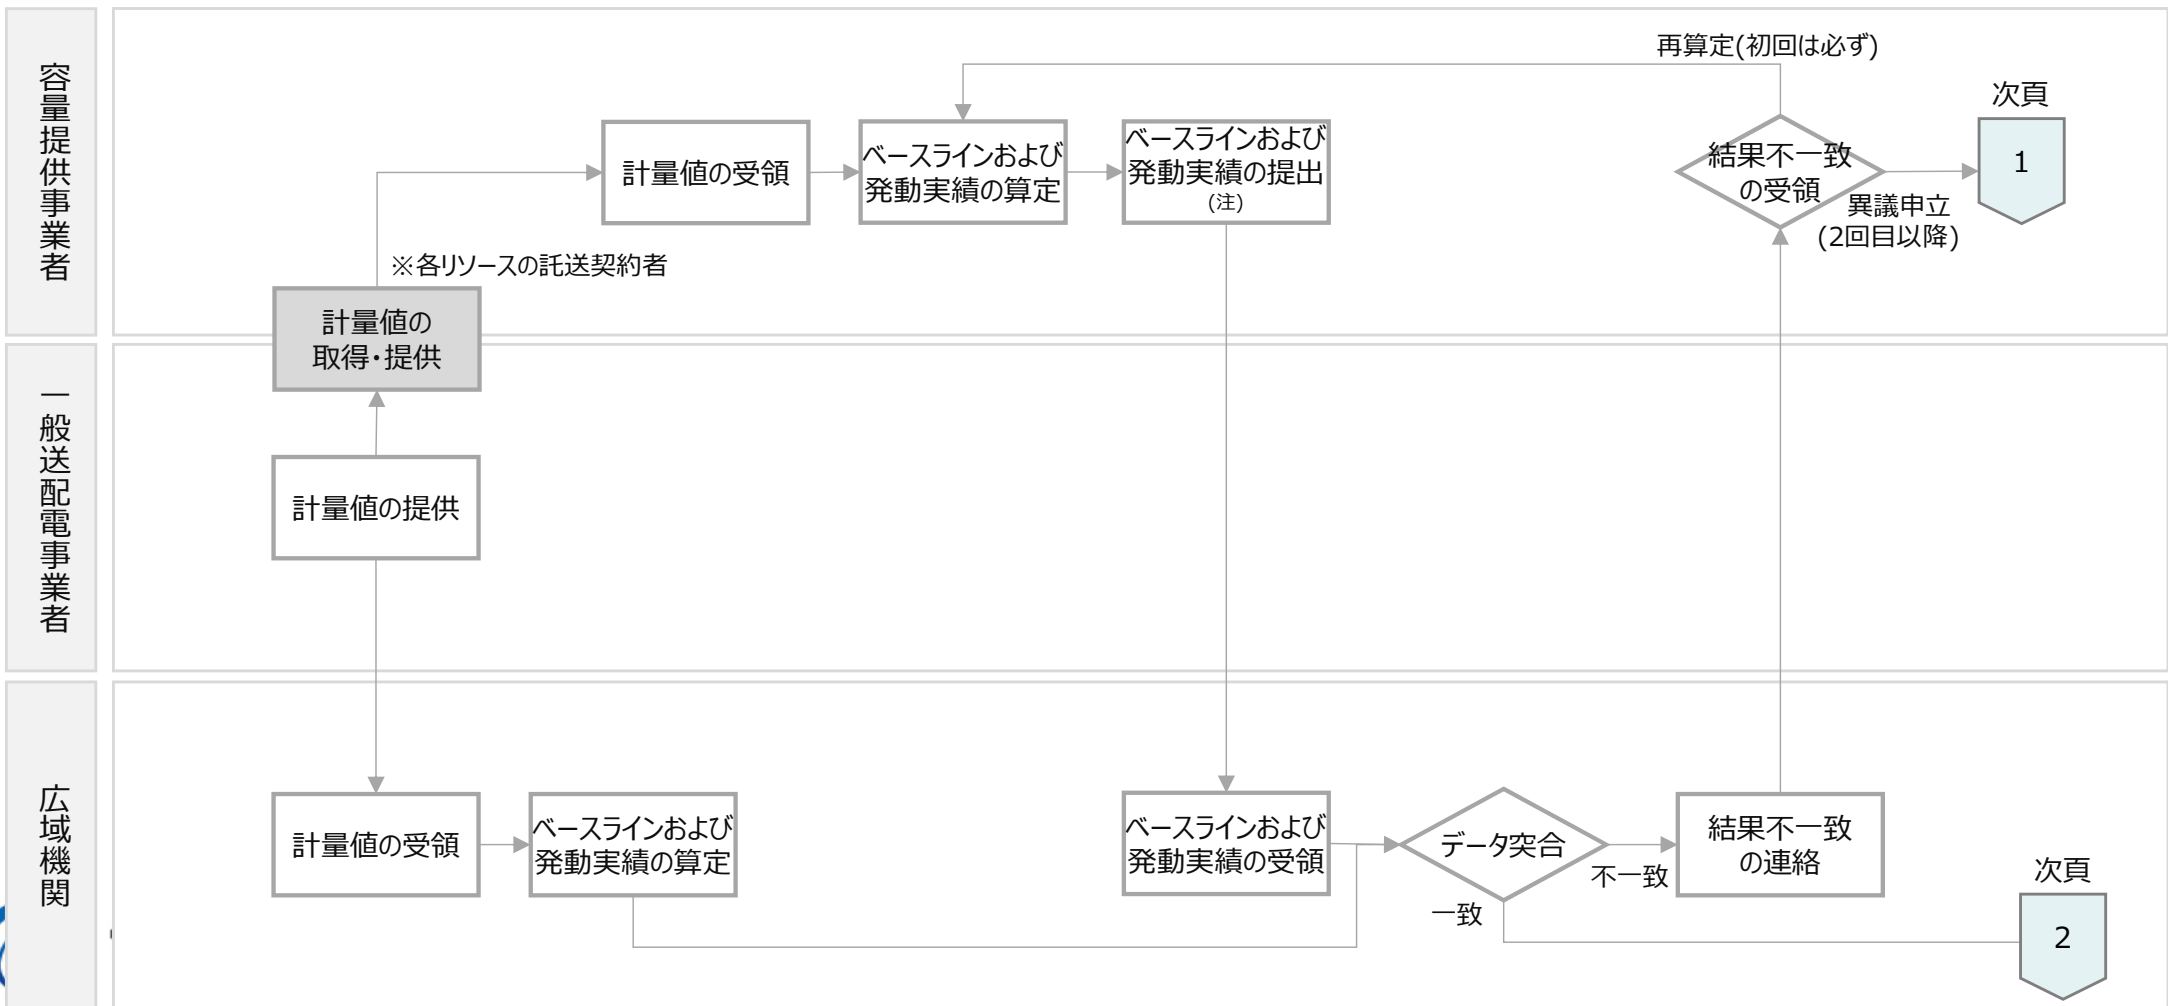 容量提供事業者
再算定(初回は必ず)
次頁
計量値の受領
ベースラインおよび
発動実績の算定
ベースラインおよび
発動実績の提出
(注)
結果不一致
の受領
1
異議申立
(2回目以降)
※各リソースの託送契約者
計量値の
取得・提供
一般送配電事業者
計量値の提供
広域機関
計量値の受領
ベースラインおよび
発動実績の算定
ベースラインおよび
発動実績の受領
データ突合
不一致
一致
結果不一致
の連絡
次頁
2